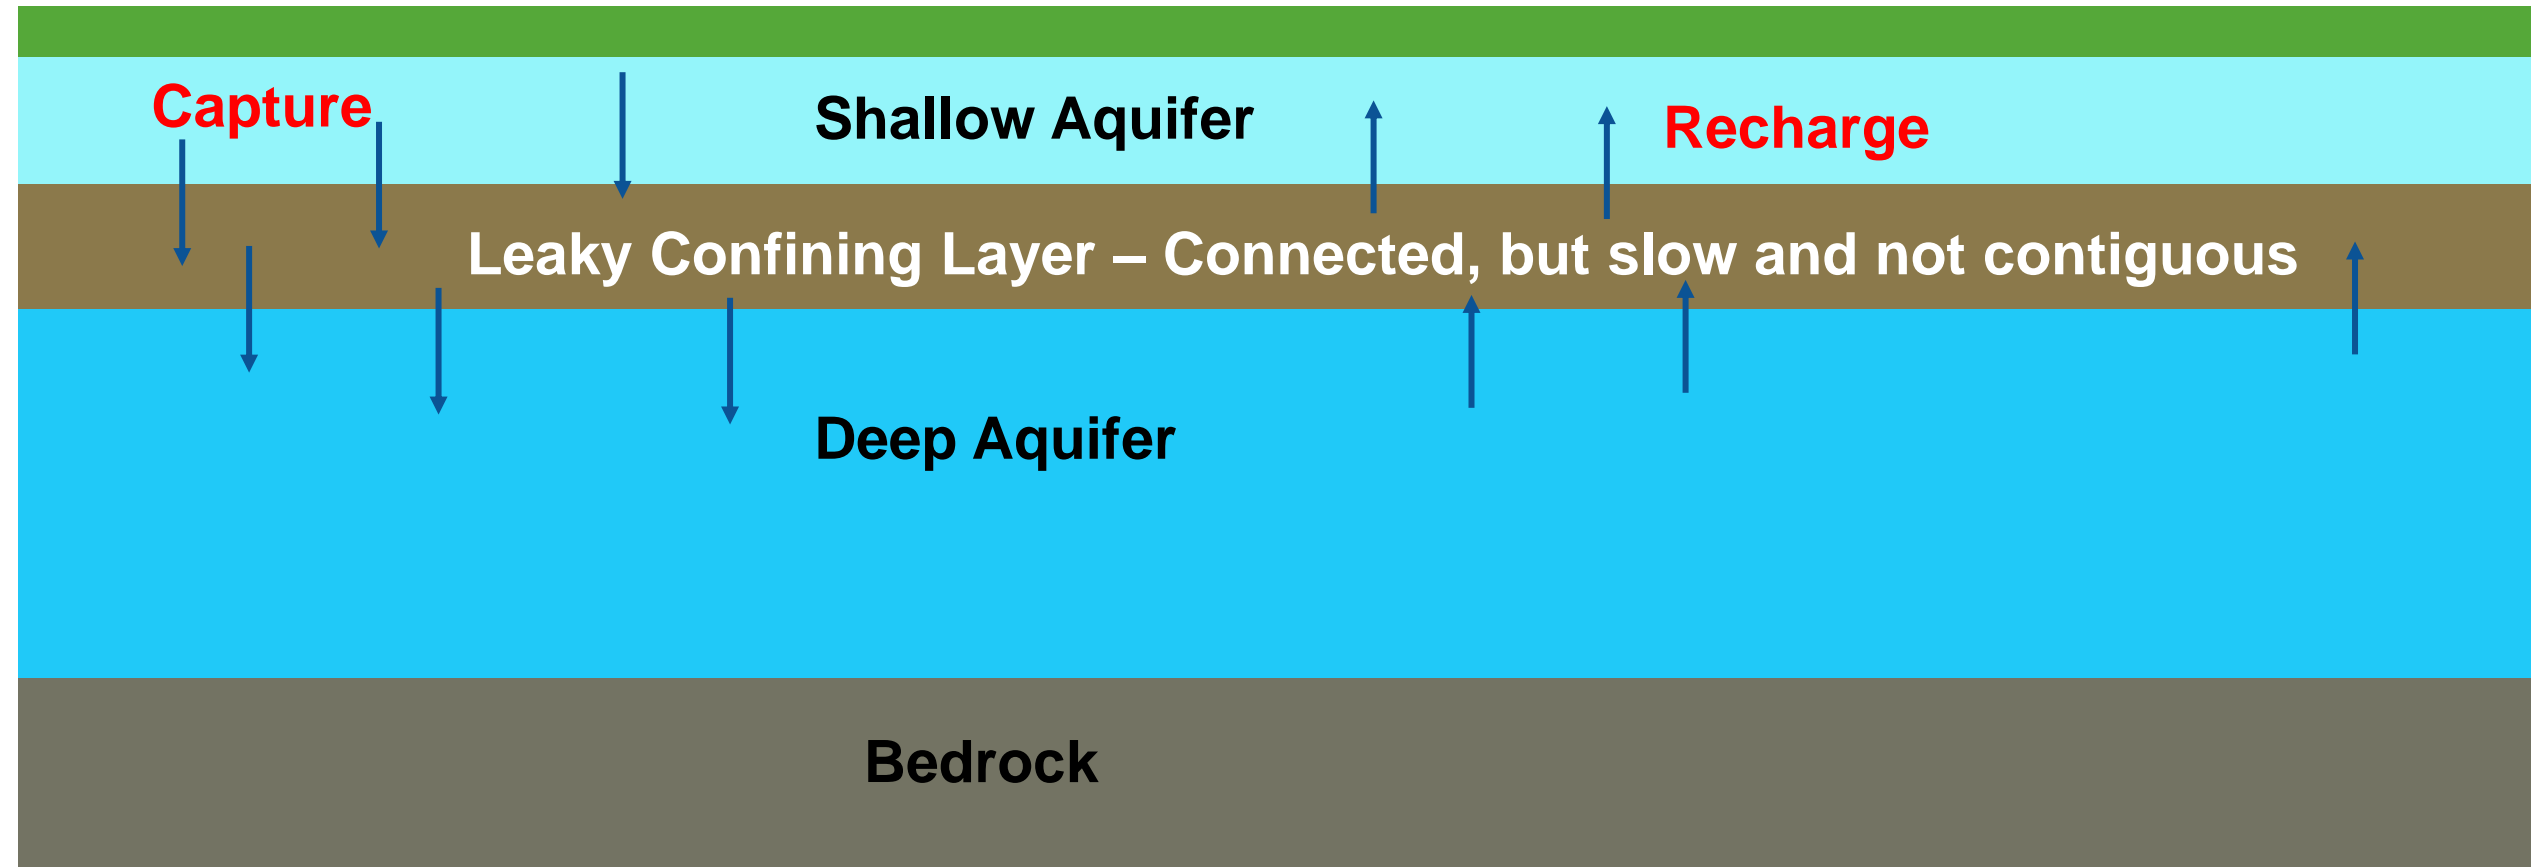 Capture
Shallow Aquifer
Recharge
Leaky Confining Layer – Connected, but slow and not contiguous
Deep Aquifer
Bedrock